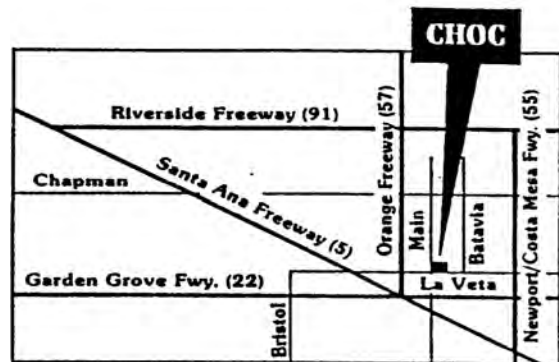 CHOC
Riverside Freeway (91)
Orange Freeway (57)
Newport/Costa Mesa Fwy. (55)
Chapman
Santa Ana Freeway (5)
Main
Batavia
Garden Grove Fwy. (22)
La Veta
Bristol